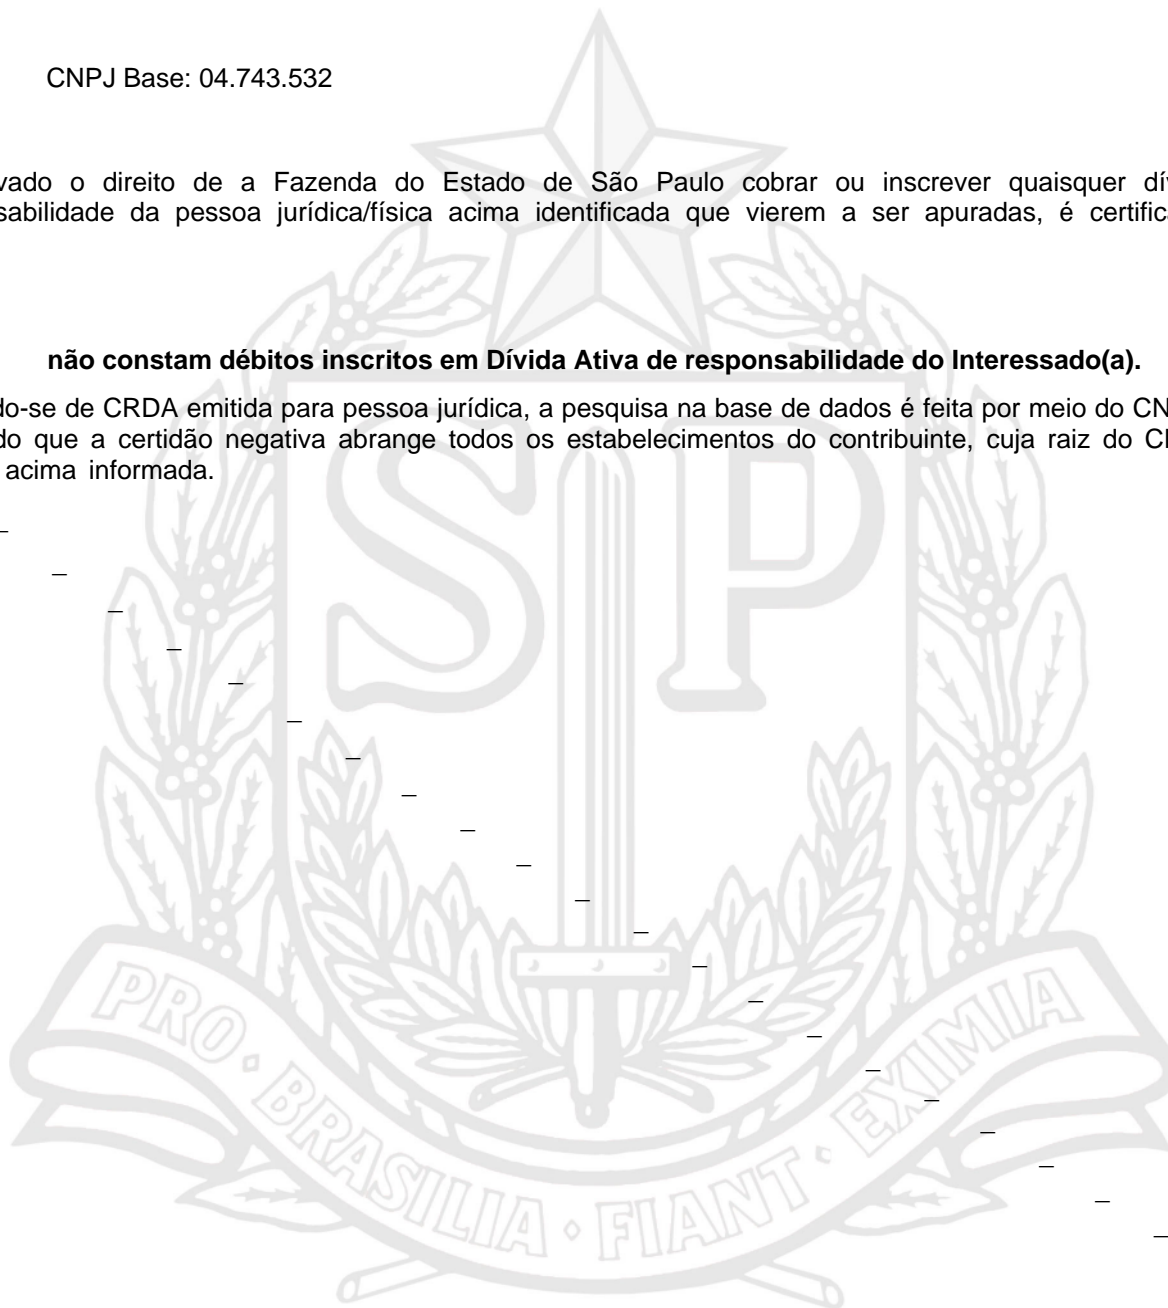 CNPJ Base: 04.743.532
vado o direito de a Fazenda do Estado de São Paulo cobrar ou inscrever quaisquer dív
sabilidade da pessoa jurídica/física acima identificada que vierem a ser apuradas, é certifica
não constam débitos inscritos em Dívida Ativa de responsabilidade do Interessado(a).
do-se de CRDA emitida para pessoa jurídica, a pesquisa na base de dados é feita por meio do CN
do que a certidão negativa abrange todos os estabelecimentos do contribuinte, cuja raiz do C
acima informada.
SP
PRO · BRASILIA · FIANT · EXIMIA